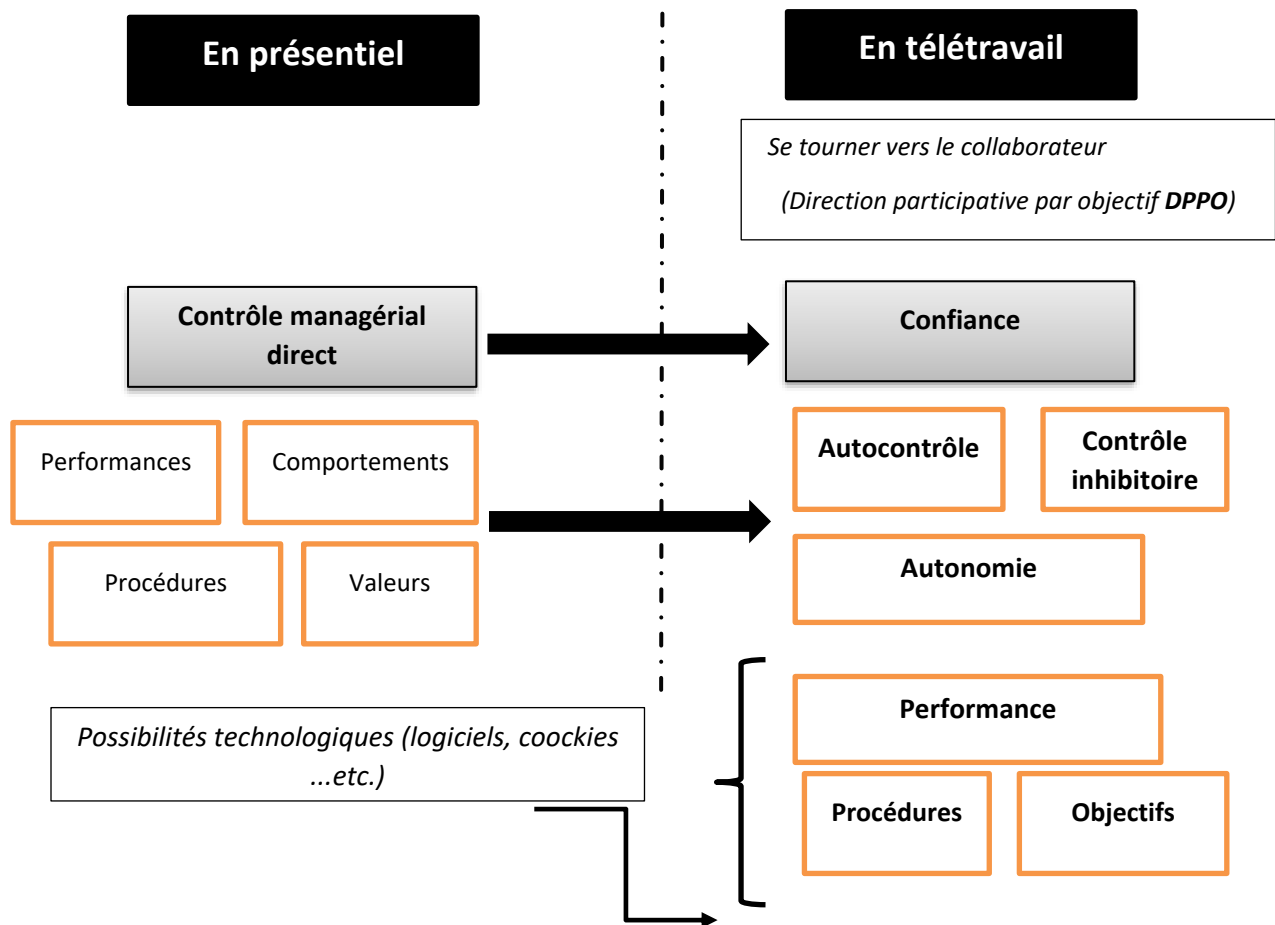 En présentiel
En télétravail
Se tourner vers le collaborateur
(Direction participative par objectif DPPO)
Contrôle managérial
direct
Confiance
Performances
Comportements
Procédures
Valeurs
Autocontrôle
Contrôle
inhibitoire
Autonomie
Possibilités technologiques (logiciels, coockies
...etc.)
Performance
Procédures
Objectifs